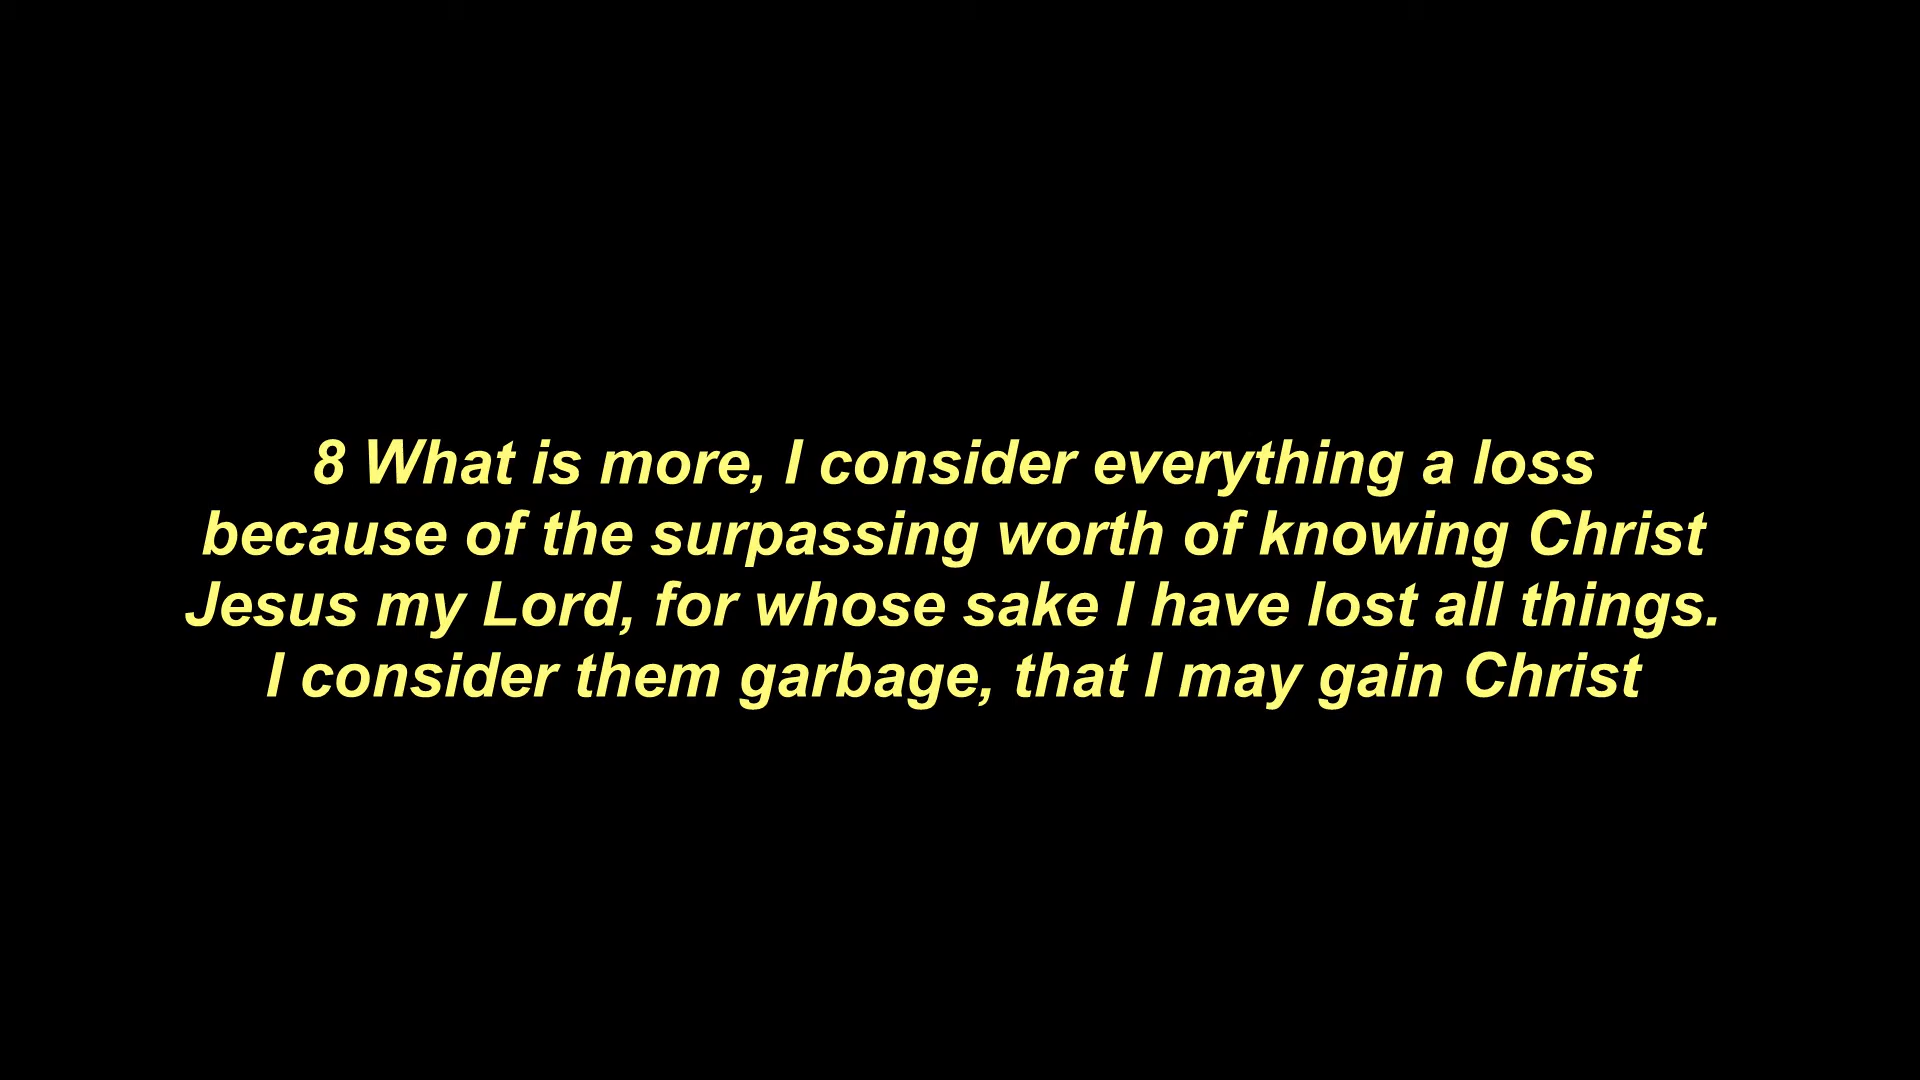 8 What is more, I consider everything a loss
because of the surpassing worth of knowing Christ
Jesus my Lord, for whose sake I have lost all things.
I consider them garbage, that I may gain Christ